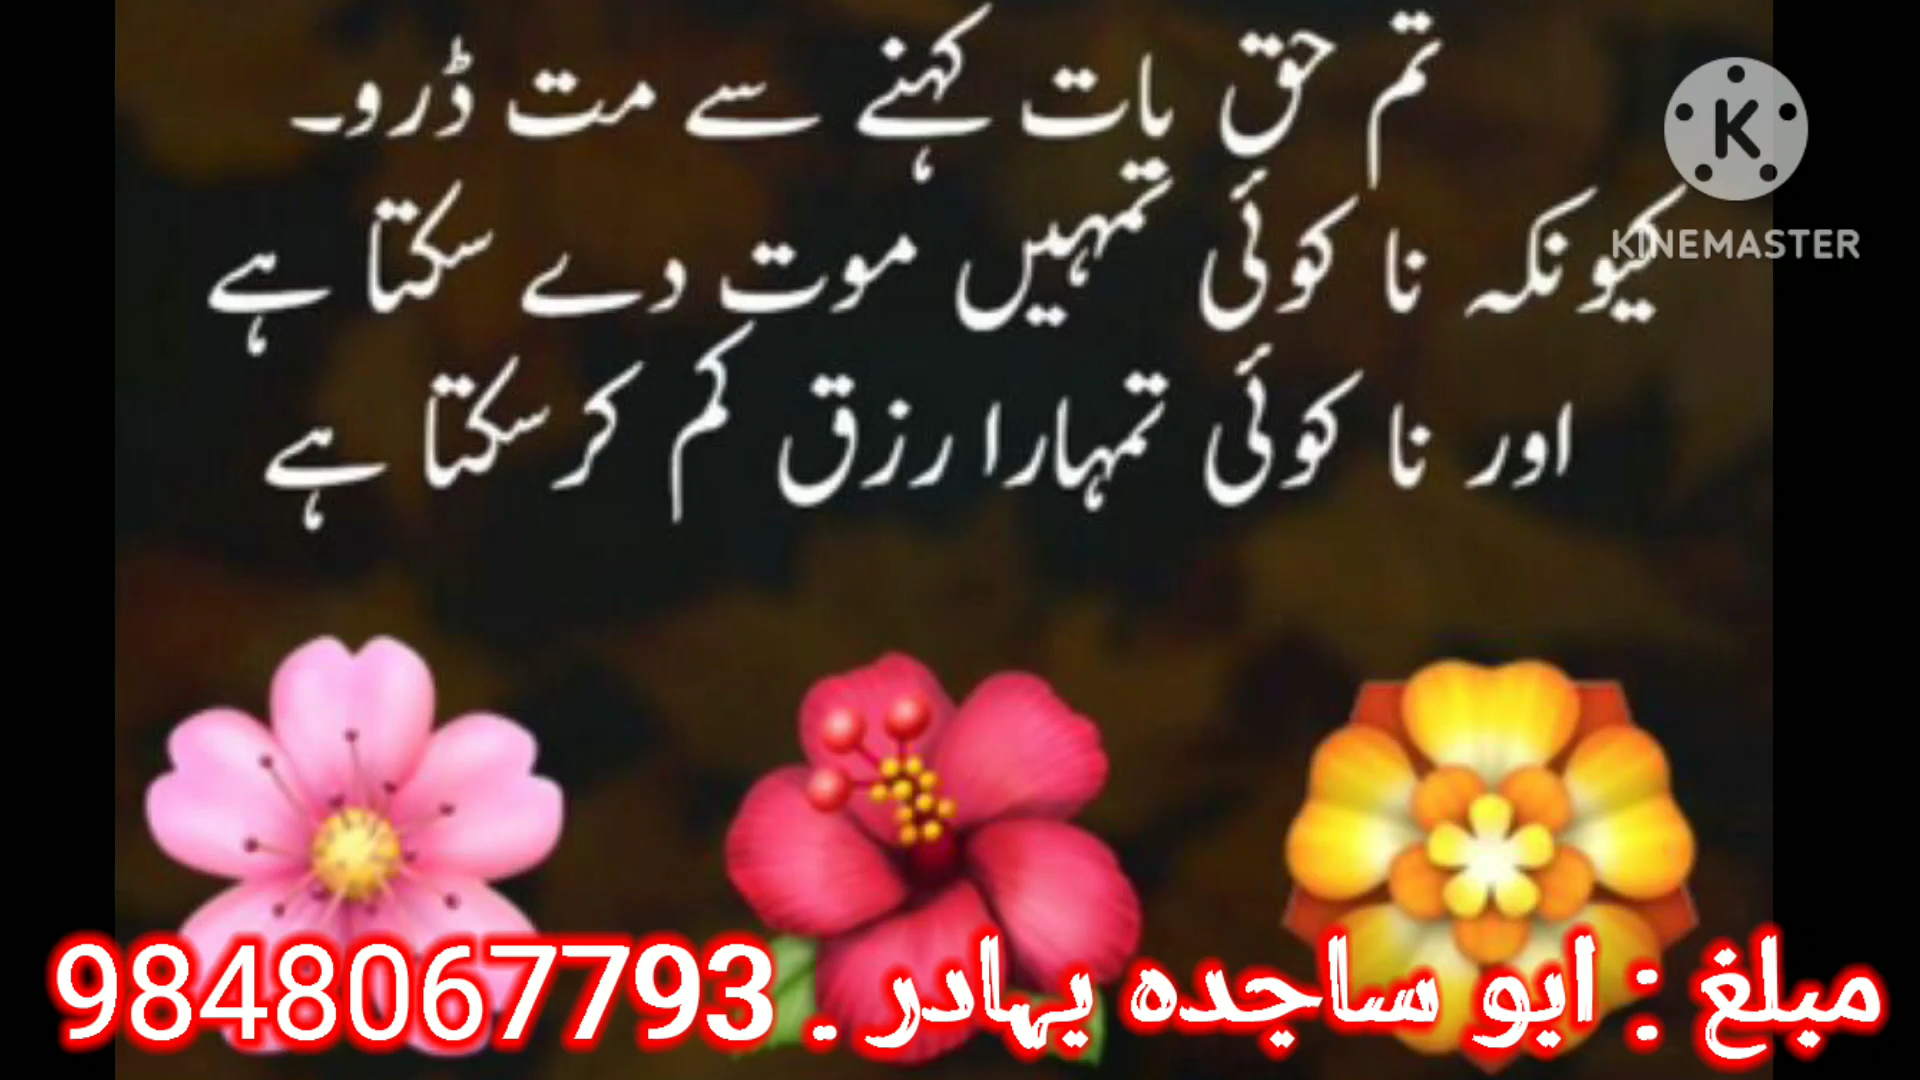 تم حق بات کہنے سے مت ڈرو۔
کیونکہ نا کوئی تمہیں موت دے سکتا ہے
اور نا کوئی تمہارا رزق کم کر سکتا ہے
KINEMASTER
مبلغ : ابو ساجدہ بہادر . 9848067793